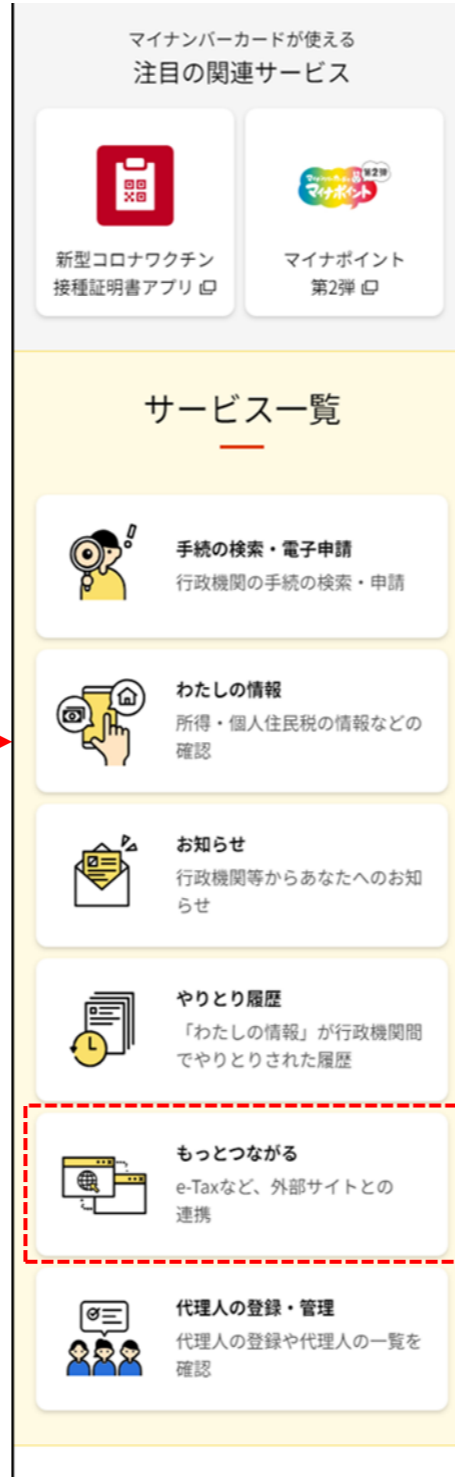 マイナンバーカードが使える
注目の関連サービス
第2弾
マイナポイント
新型コロナワクチン
接種証明書アプリ
マイナポイント
第2弾
サービス一覧
手続の検索・電子申請
行政機関の手続の検索・申請
わたしの情報
所得・個人住民税の情報などの
確認
お知らせ
行政機関等からあなたへのお知
らせ
やりとり履歴
「わたしの情報」が行政機関間
でやりとりされた履歴
もっとつながる
e-Taxなど、外部サイトとの
連携
代理人の登録・管理
代理人の登録や代理人の一覧を
確認